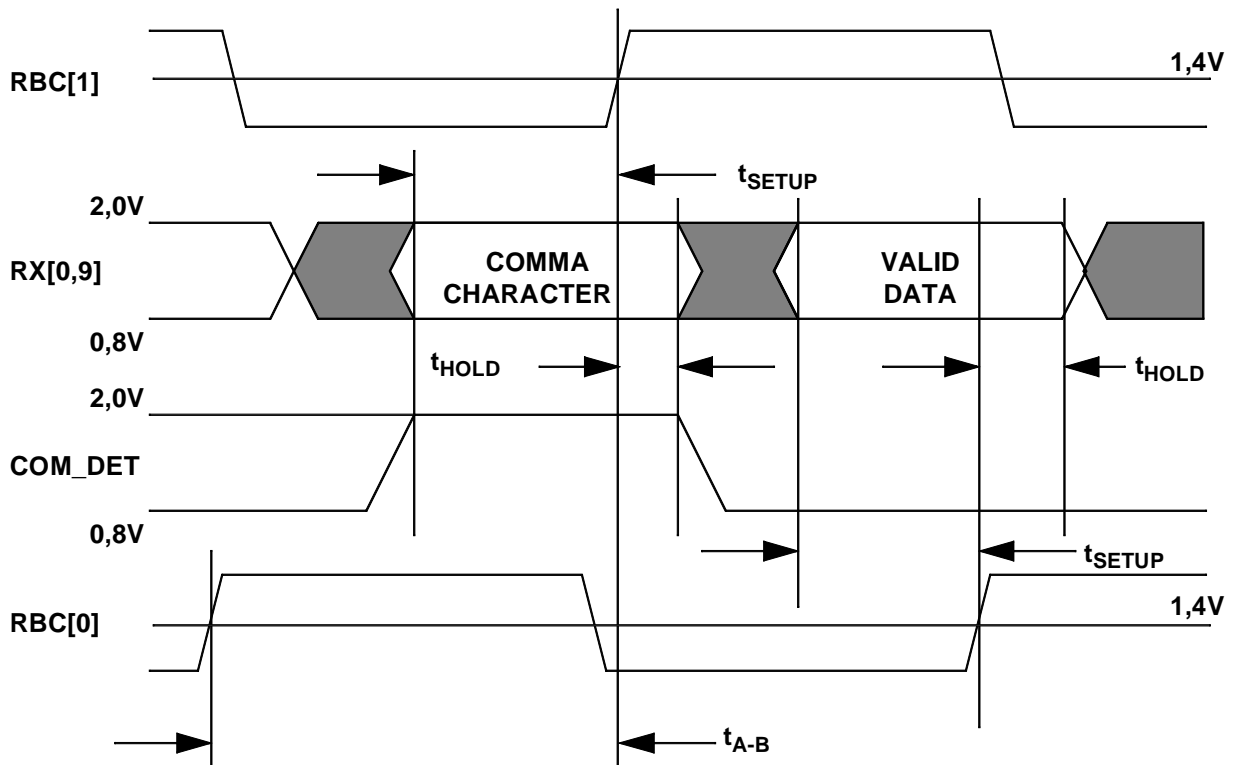 RBC[1]
1,4V
tSETUP
2,0V
RX[0,9]
COMMA
CHARACTER
VALID
DATA
0,8V
tHOLD
tHOLD
2,0V
COM_DET
0,8V
tSETUP
RBC[0]
1,4V
tA-B